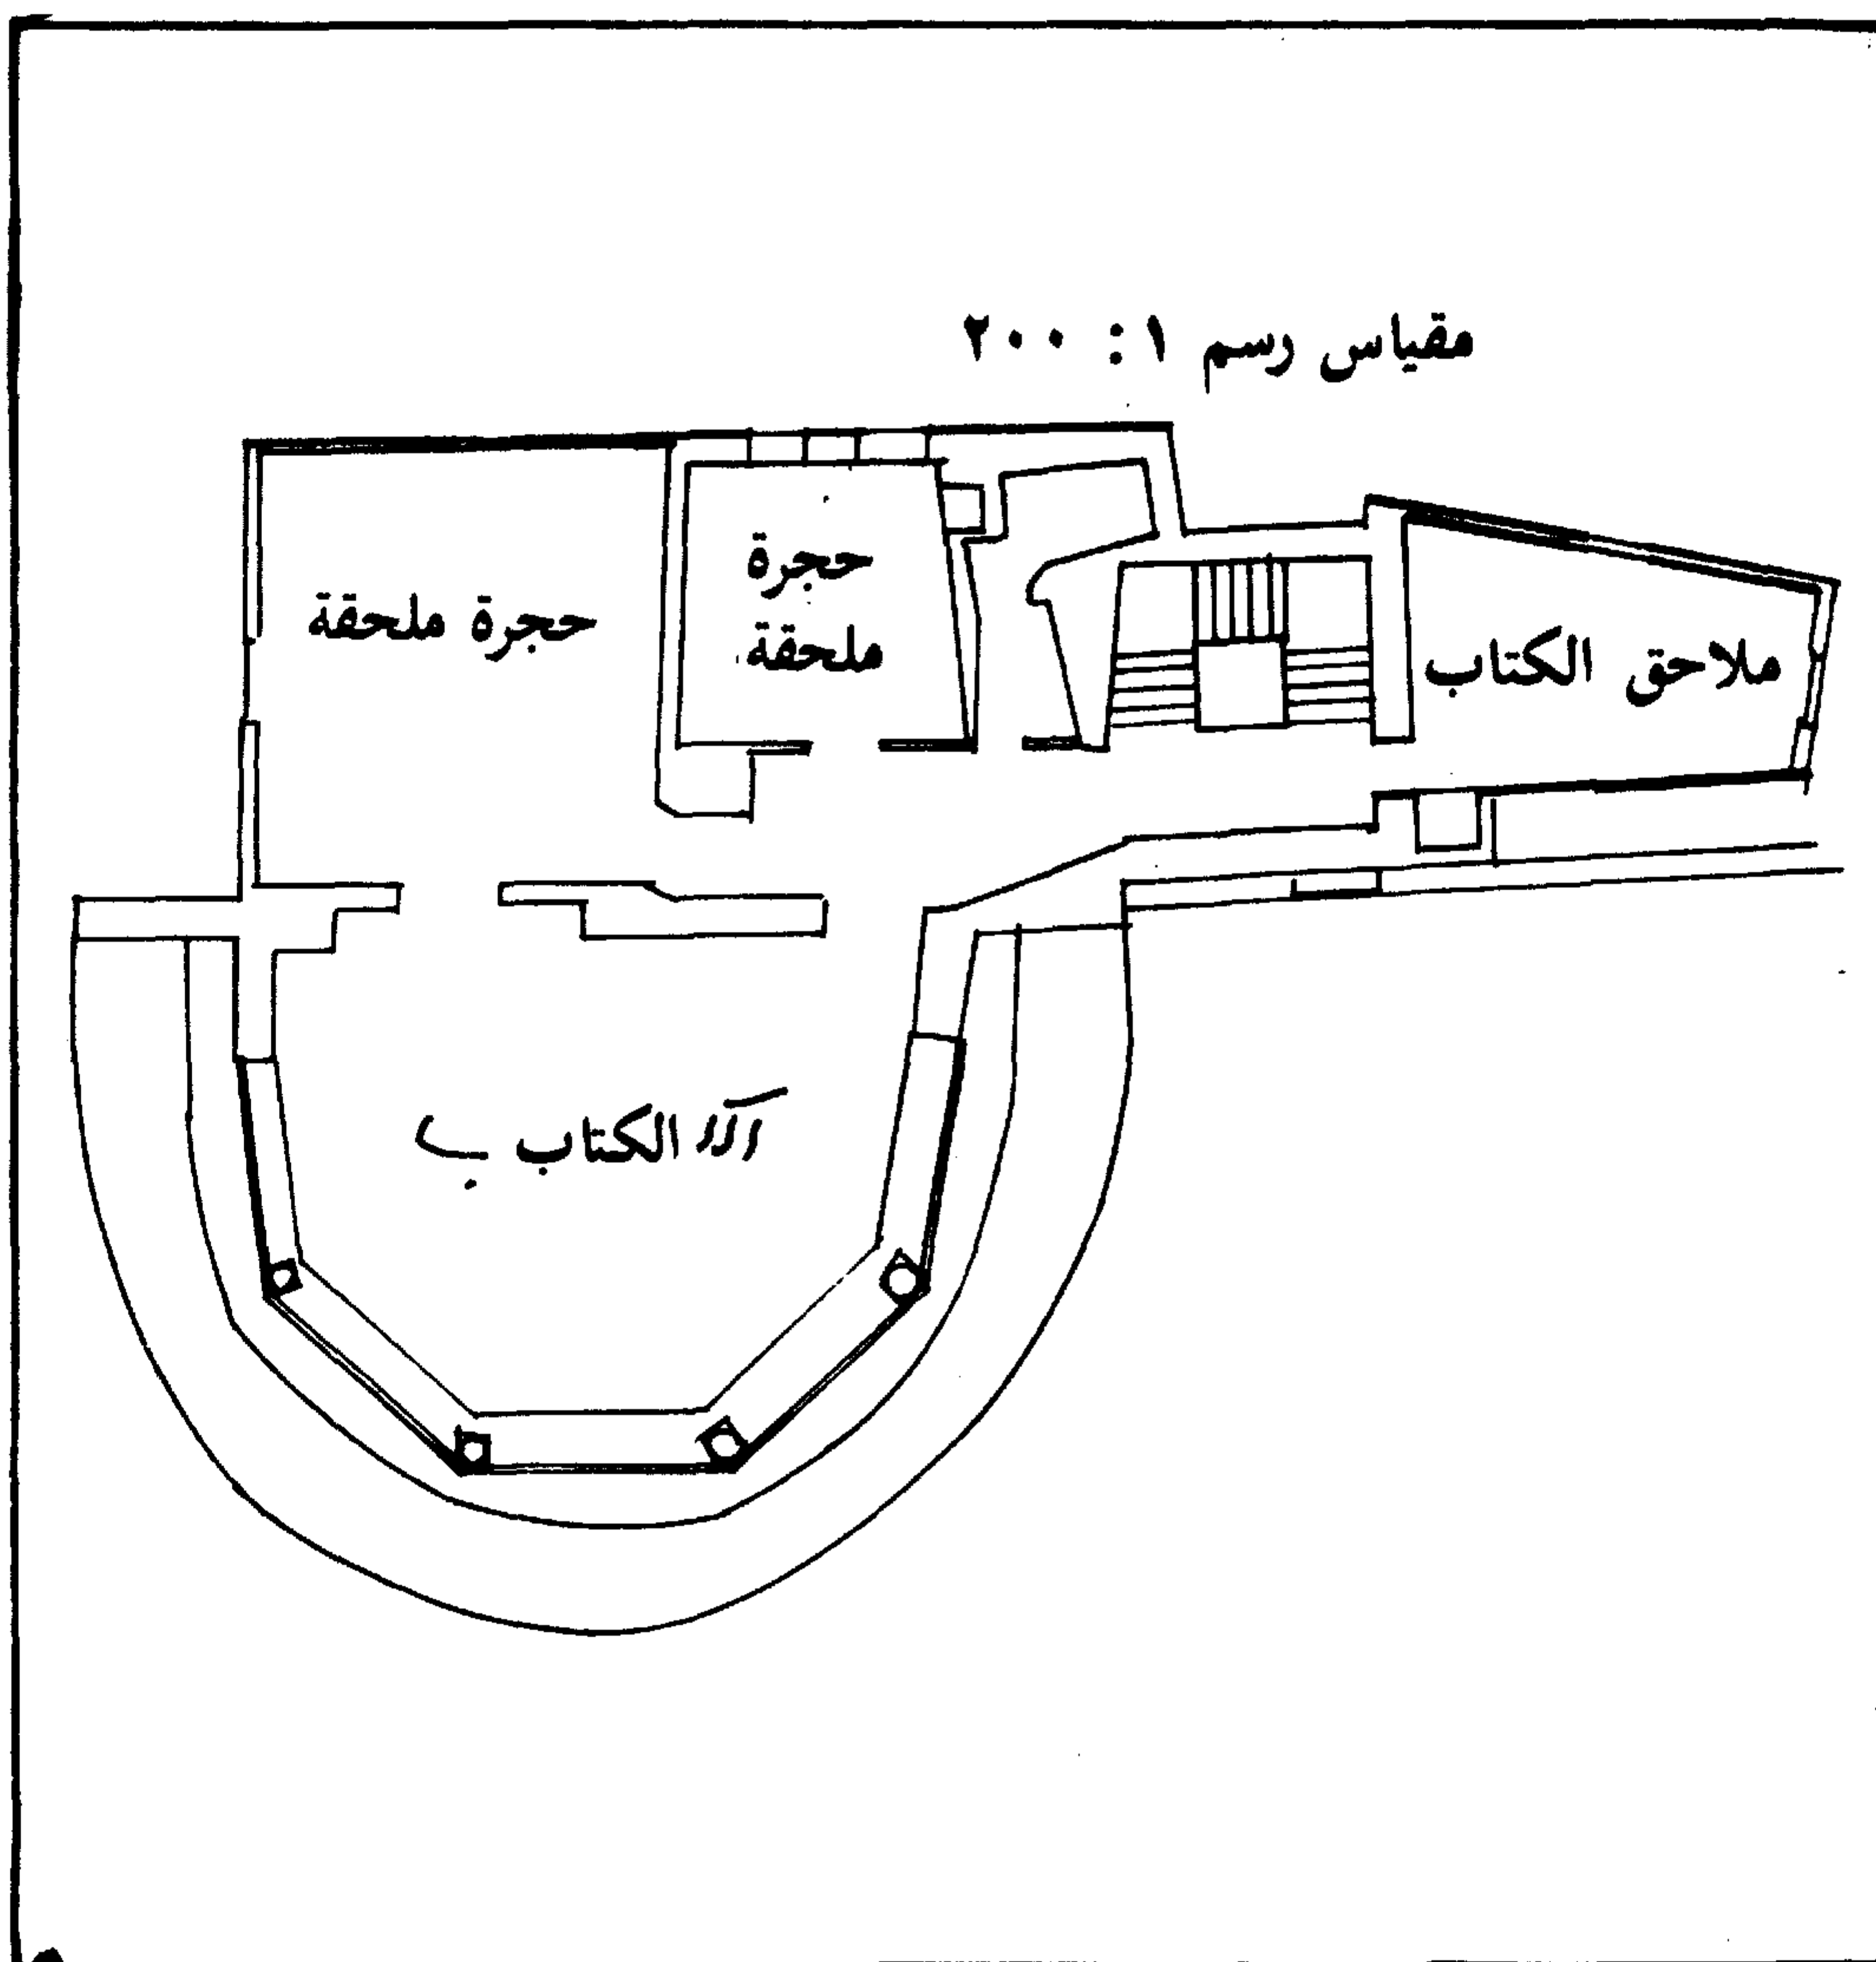 مقياس رسم ١ : ٢٠٠
حجرة
ملحقة
حجرة ملحقة
ملاحق الكتاب
الكتاب